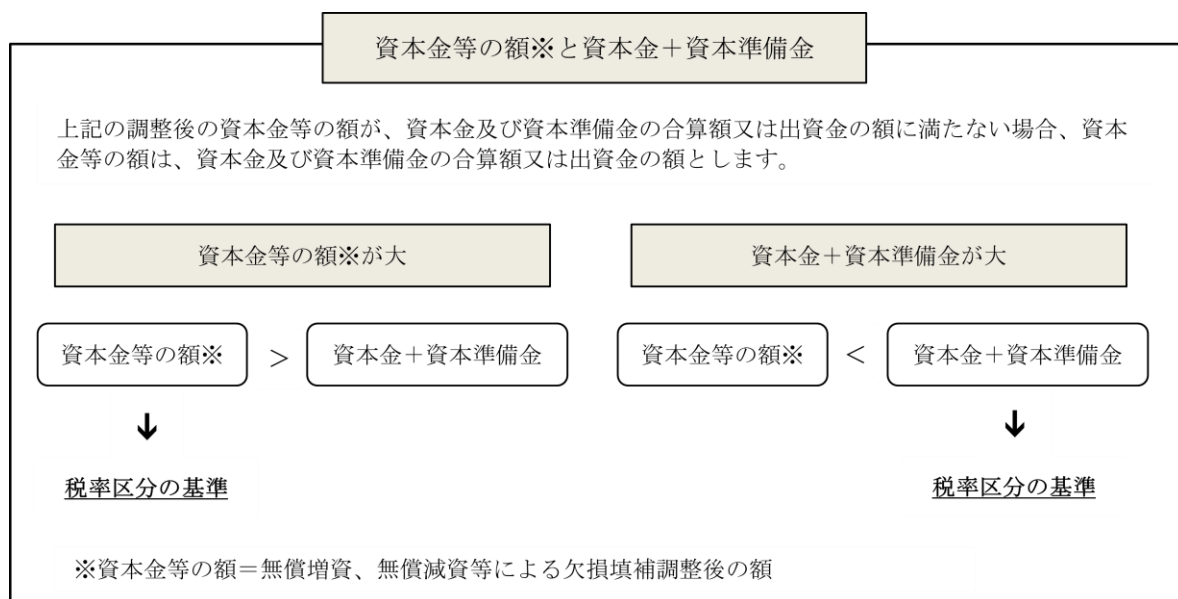 資本金等の額※と資本金＋資本準備金
上記の調整後の資本金等の額が、資本金及び資本準備金の合算額又は出資金の額に満たない場合、資本
金等の額は、資本金及び資本準備金の合算額又は出資金の額とします。
資本金等の額※が大
資本金＋資本準備金が大
資本金等の額※ > 資本金＋資本準備金
資本金等の額※ < 資本金＋資本準備金
↓
↓
税率区分の基準
税率区分の基準
※資本金等の額＝無償増資、無償減資等による欠損填補調整後の額